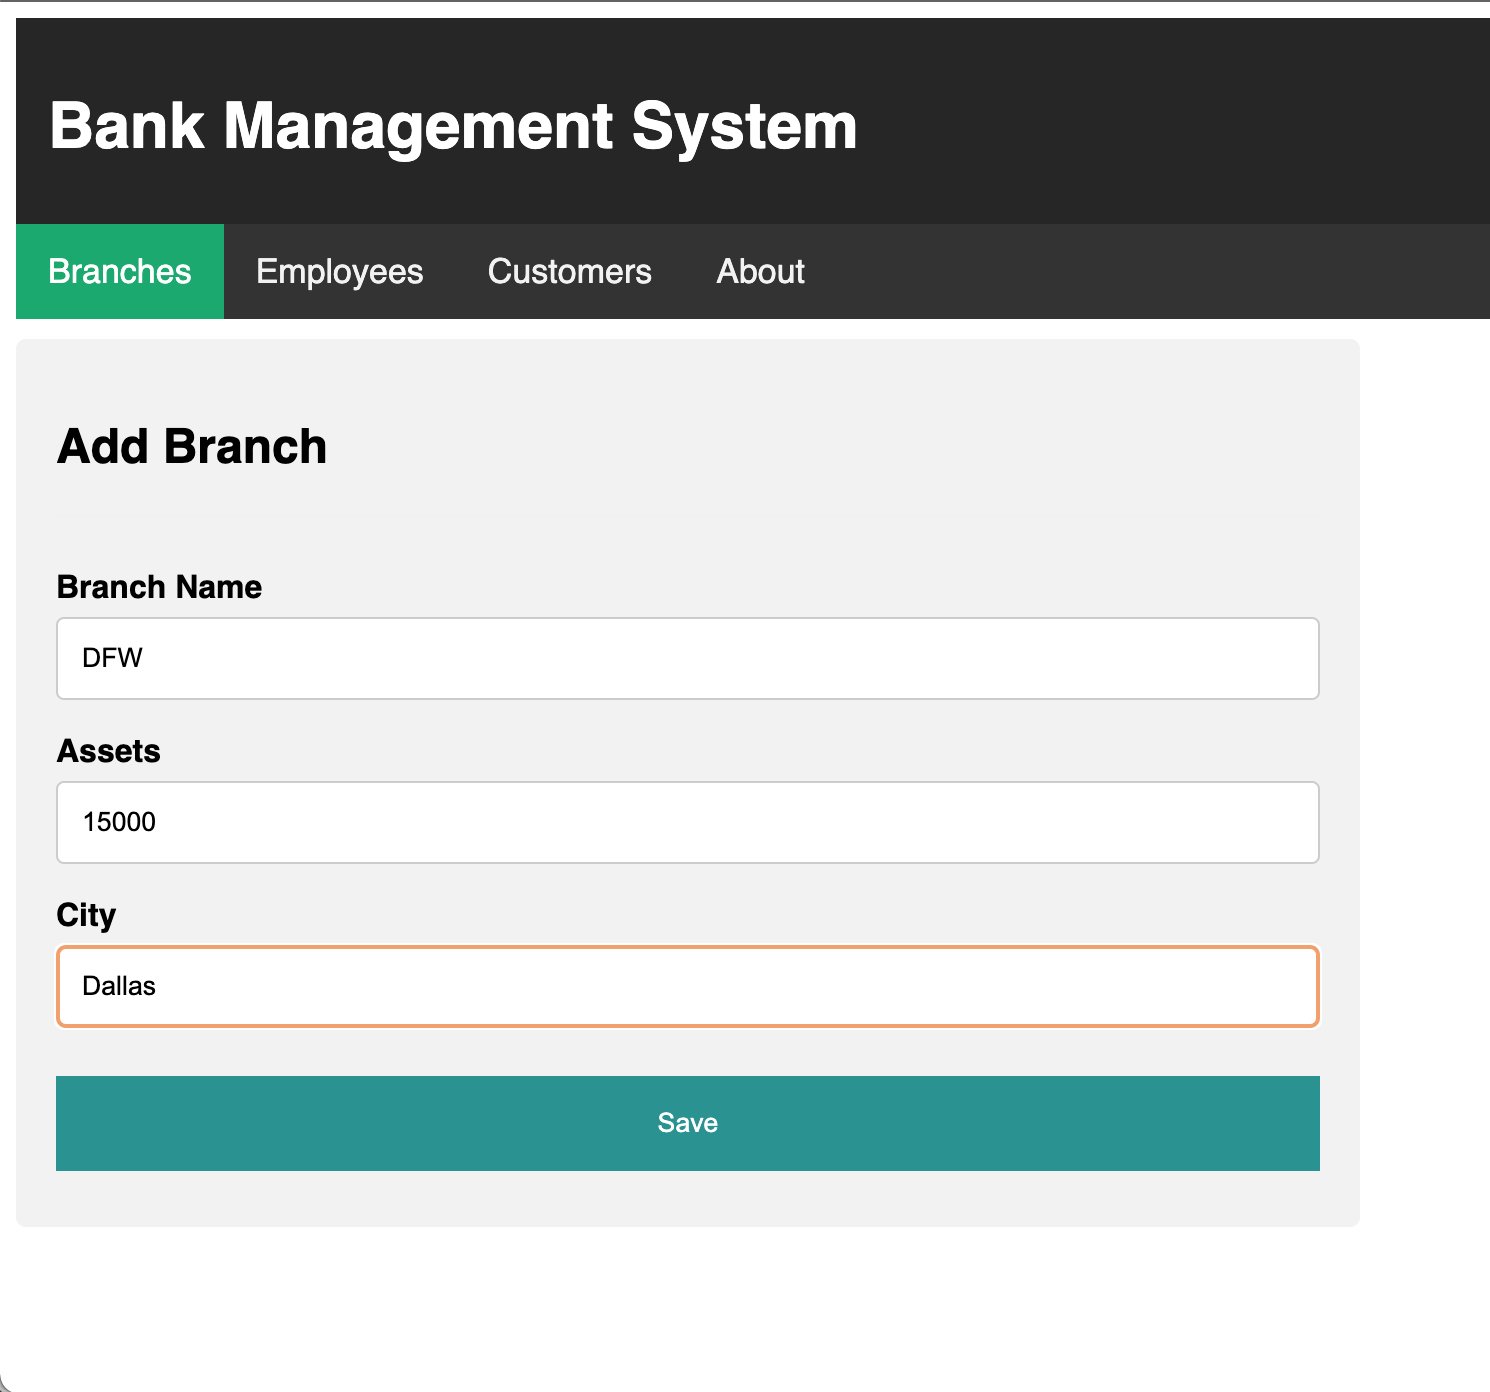 Bank Management System
Branches Employees Customers About
Add Branch
Branch Name
DFW
Assets
15000
City
Dallas
Save